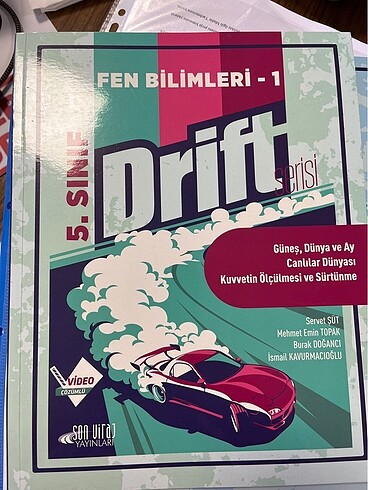 FEN BİLİMLERİ - 1
5. SINIF
Drift
serisi
Güneş, Dünya ve Ay
Canlılar Dünyası
Kuvvetin Ölçülmesi ve Sürtünme
Servet ŞUT
Mehmet Emin TOPAK
Burak DOĞANCI
İsmail KAVURMACIOĞLU
VİDEO
ÇÖZÜMLÜ
son viraj
YAYINLARI